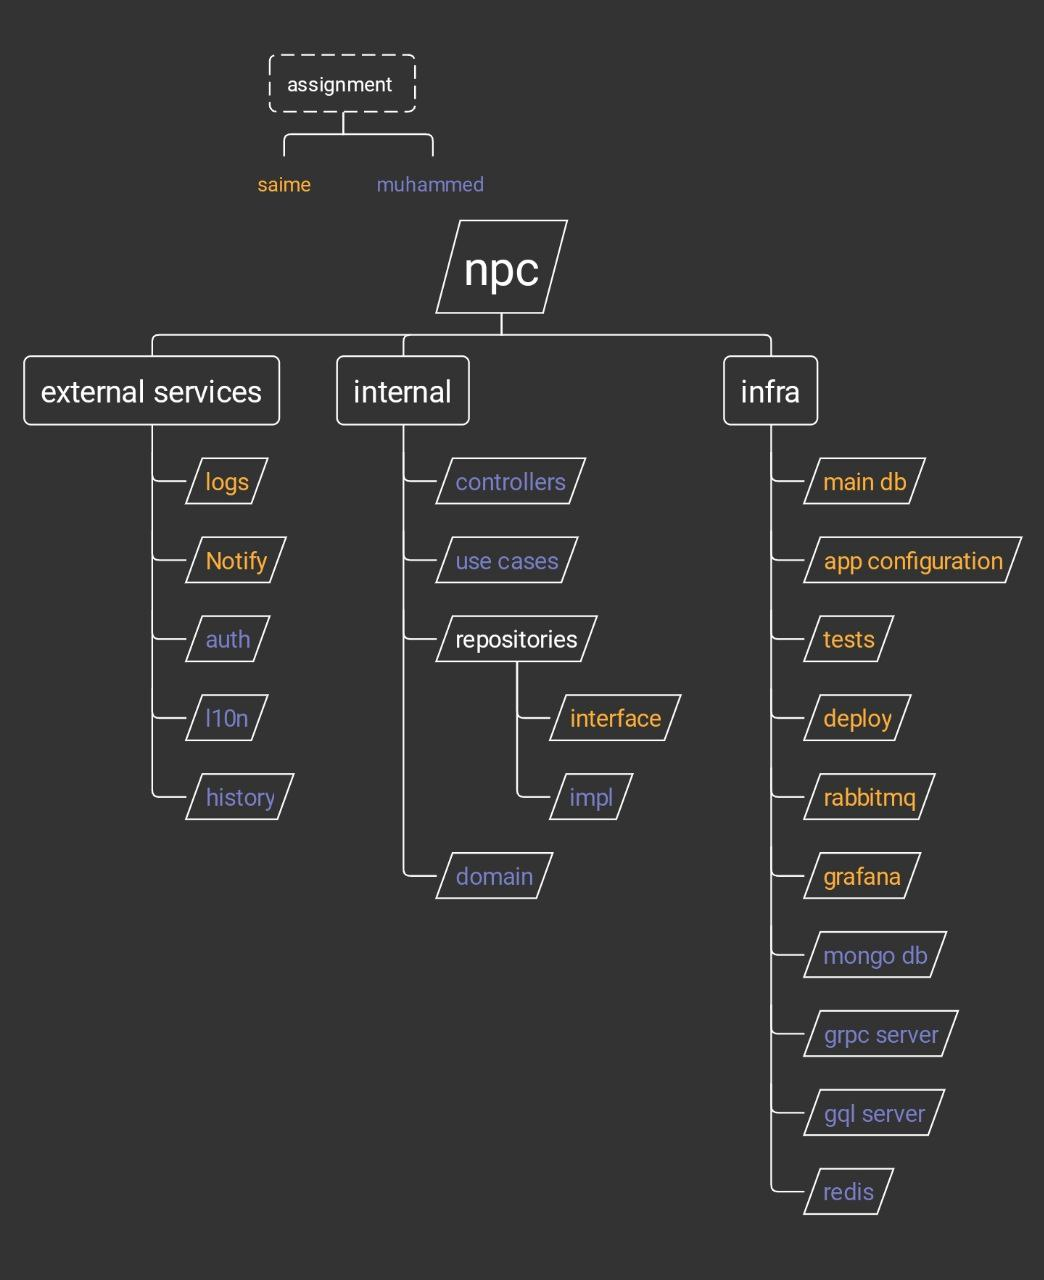 assignment
saime
muhammed
npc
external services
logs
Notify
auth
l10n
history
internal
controllers
use cases
repositories
interface
impl
domain
infra
main db
app configuration
tests
deploy
rabbitmq
grafana
mongo db
grpc server
gql server
redis